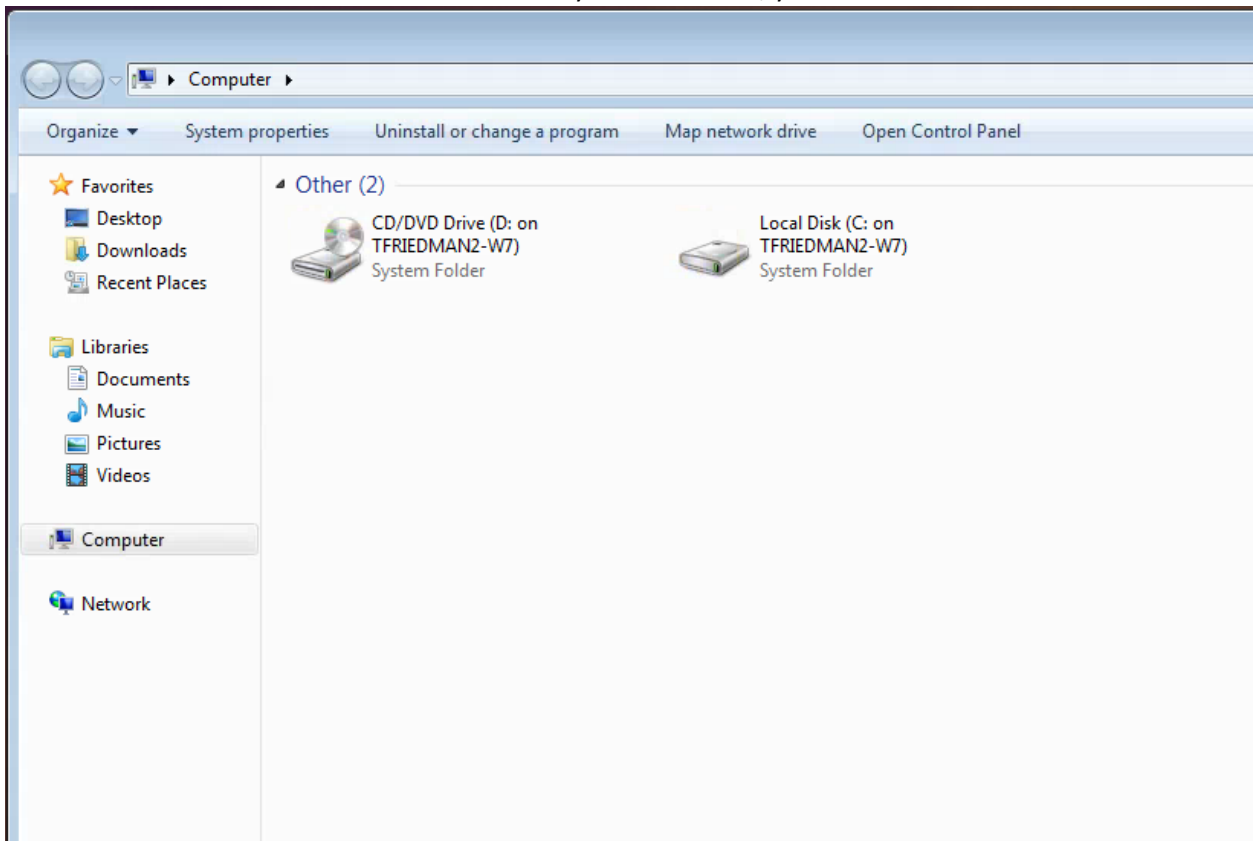 Computer
Organize
System properties
Uninstall or change a program
Map network drive
Open Control Panel
Favorites
Desktop
Downloads
Recent Places
Libraries
Documents
Music
Pictures
Videos
Computer
Network
Other (2)
CD/DVD Drive (D: on
TFRIEDMAN2-W7)
System Folder
Local Disk (C: on
TFRIEDMAN2-W7)
System Folder